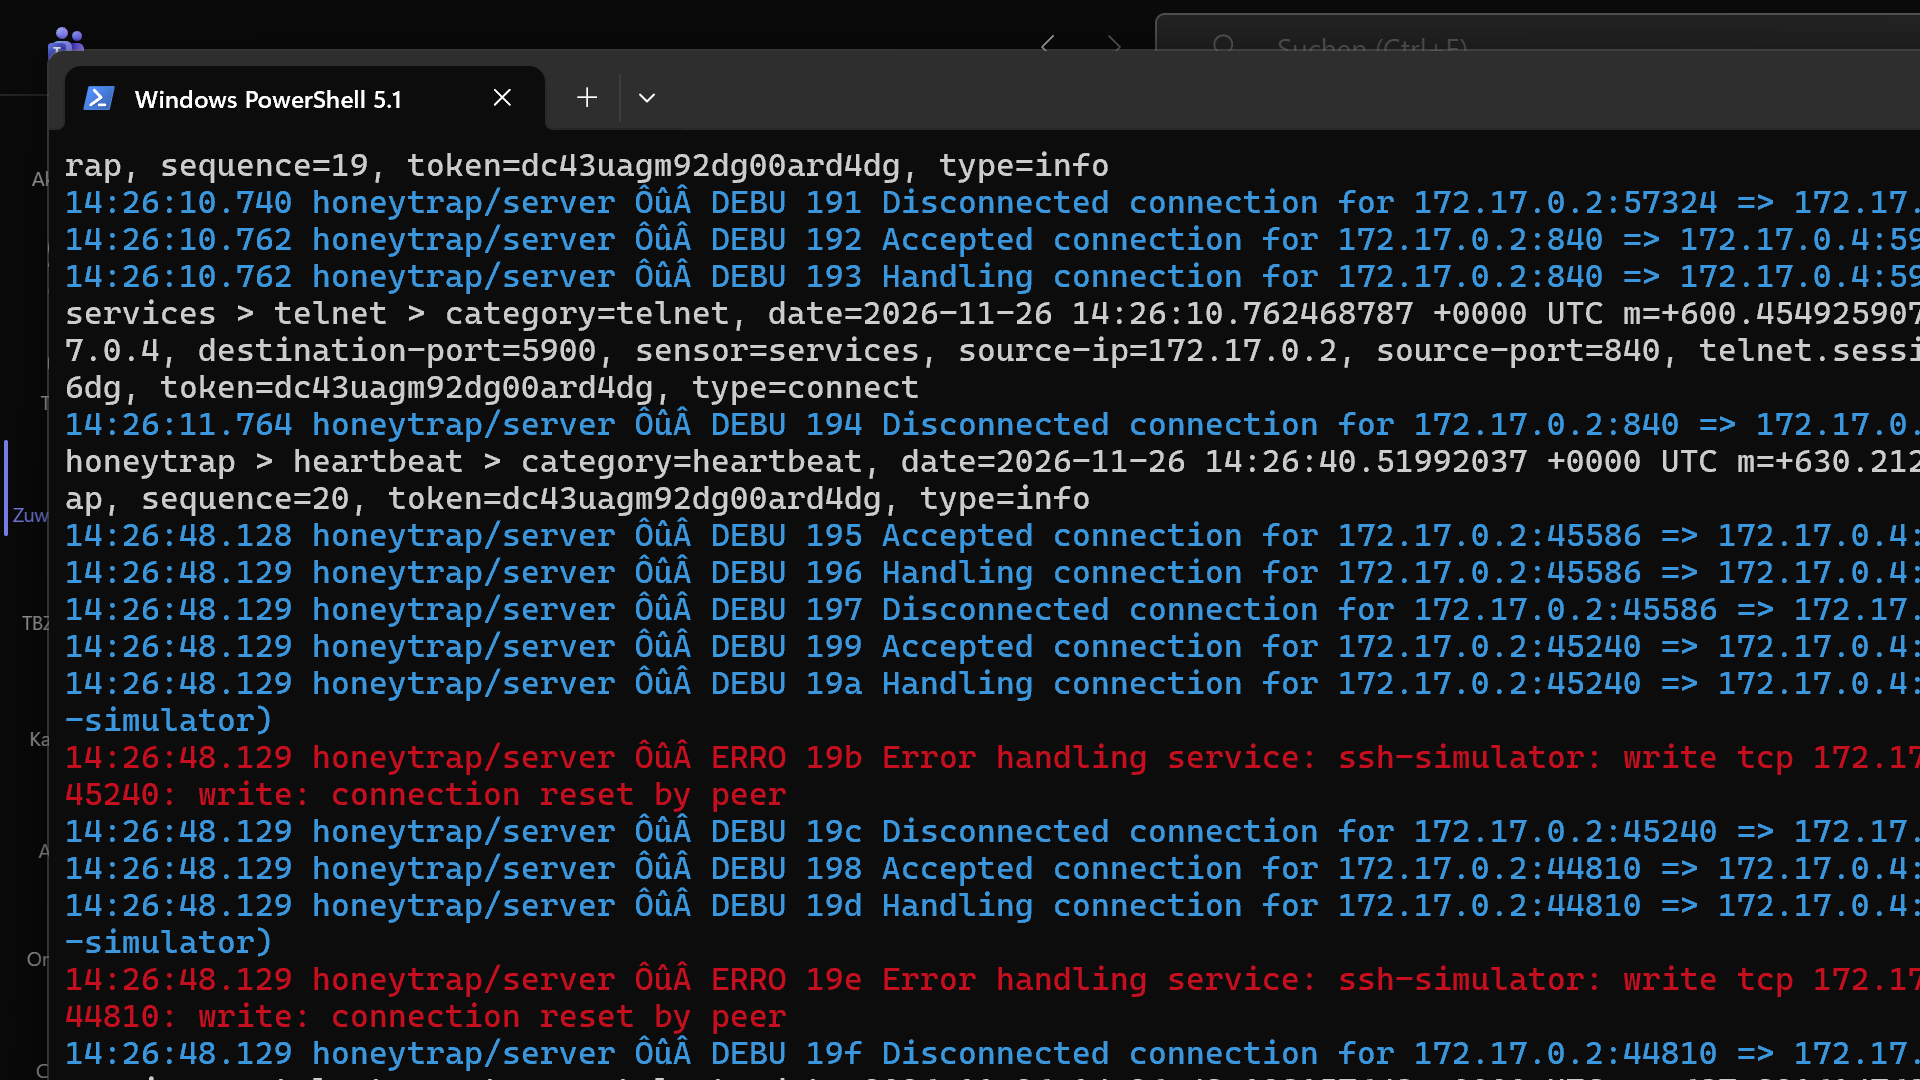 Suchen (Ctrl+E)
Windows PowerShell 5.1
rap, sequence=19, token=dc43uagm92dg00ard4dg, type=info
14:26:10.740 honeytrap/server ÔûÂ DEBU 191 Disconnected connection for 172.17.0.2:57324 => 172.17.
14:26:10.762 honeytrap/server ÔûÂ DEBU 192 Accepted connection for 172.17.0.2:840 => 172.17.0.4:59
14:26:10.762 honeytrap/server ÔûÂ DEBU 193 Handling connection for 172.17.0.2:840 => 172.17.0.4:59
services > telnet > category=telnet, date=2026-11-26 14:26:10.762468787 +0000 UTC m=+600.454925907
7.0.4, destination-port=5900, sensor=services, source-ip=172.17.0.2, source-port=840, telnet.sessi
6dg, token=dc43uagm92dg00ard4dg, type=connect
14:26:11.764 honeytrap/server ÔûÂ DEBU 194 Disconnected connection for 172.17.0.2:840 => 172.17.0.
honeytrap > heartbeat > category=heartbeat, date=2026-11-26 14:26:40.51992037 +0000 UTC m=+630.212
ap, sequence=20, token=dc43uagm92dg00ard4dg, type=info
14:26:48.128 honeytrap/server ÔûÂ DEBU 195 Accepted connection for 172.17.0.2:45586 => 172.17.0.4:
14:26:48.129 honeytrap/server ÔûÂ DEBU 196 Handling connection for 172.17.0.2:45586 => 172.17.0.4:
14:26:48.129 honeytrap/server ÔûÂ DEBU 197 Disconnected connection for 172.17.0.2:45586 => 172.17.
14:26:48.129 honeytrap/server ÔûÂ DEBU 199 Accepted connection for 172.17.0.2:45240 => 172.17.0.4:
14:26:48.129 honeytrap/server ÔûÂ DEBU 19a Handling connection for 172.17.0.2:45240 => 172.17.0.4:
-simulator)
14:26:48.129 honeytrap/server ÔûÂ ERRO 19b Error handling service: ssh-simulator: write tcp 172.17
45240: write: connection reset by peer
14:26:48.129 honeytrap/server ÔûÂ DEBU 19c Disconnected connection for 172.17.0.2:45240 => 172.17.
14:26:48.129 honeytrap/server ÔûÂ DEBU 198 Accepted connection for 172.17.0.2:44810 => 172.17.0.4:
14:26:48.129 honeytrap/server ÔûÂ DEBU 19d Handling connection for 172.17.0.2:44810 => 172.17.0.4:
-simulator)
14:26:48.129 honeytrap/server ÔûÂ ERRO 19e Error handling service: ssh-simulator: write tcp 172.17
44810: write: connection reset by peer
14:26:48.129 honeytrap/server ÔûÂ DEBU 19f Disconnected connection for 172.17.0.2:44810 => 172.17.
Ak
T
Zuw
TBZ
Ka
A
Or
C